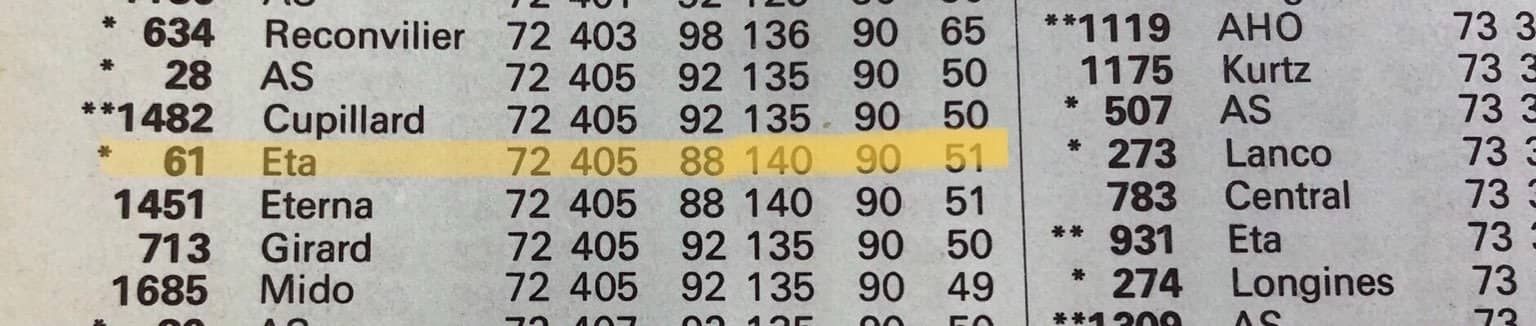 * 634 Reconvilier 72 403 98 136 90 65
* 28 AS 72 405 92 135 90 50
**1482 Cupillard 72 405 92 135 90 50
* 61 Eta 72 405 88 140 90 51
1451 Eterna 72 405 88 140 90 51
713 Girard 72 405 92 135 90 50
1685 Mido 72 405 92 135 90 49
**1119 AHO 73 3
1175 Kurtz 73 3
* 507 AS 73 3
* 273 Lanco 73 3
783 Central 73
** 931 Eta 73
* 274 Longines 73